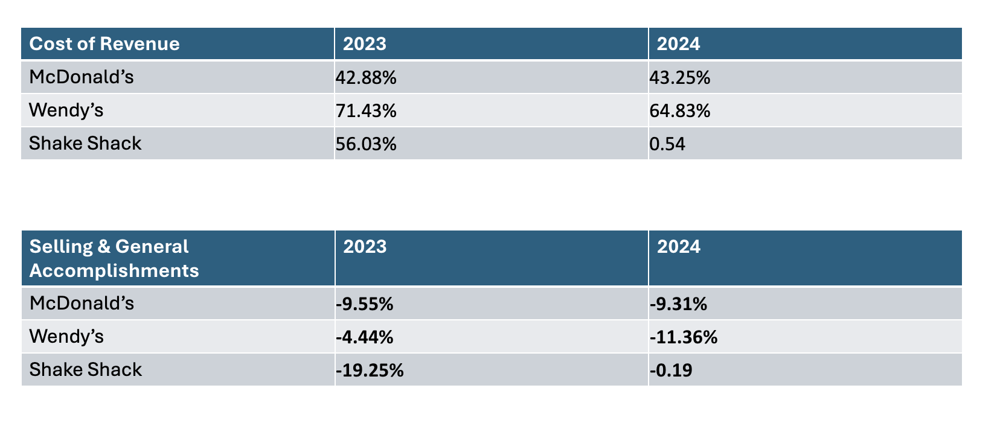 Cost of Revenue 2023 2024
McDonald’s 42.88% 43.25%
Wendy’s 71.43% 64.83%
Shake Shack 56.03% 0.54
Selling & General 2023 2024
Accomplishments
McDonald’s -9.55% -9.31%
Wendy’s -4.44% -11.36%
Shake Shack -19.25% -0.19